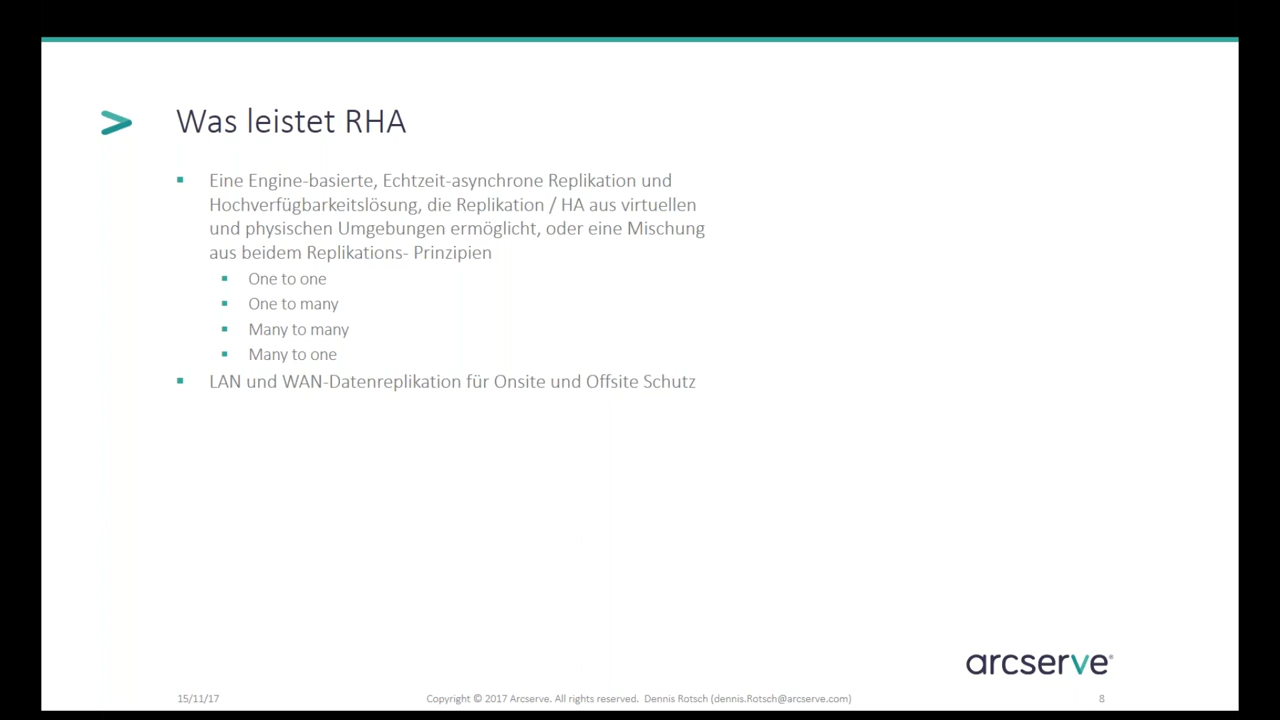 Was leistet RHA
Eine Engine-basierte, Echtzeit-asynchrone Replikation und
Hochverfügbarkeitslösung, die Replikation / HA aus virtuellen
und physischen Umgebungen ermöglicht, oder eine Mischung
aus beidem Replikations- Prinzipien
One to one
One to many
Many to many
Many to one
LAN und WAN-Datenreplikation für Onsite und Offsite Schutz
arcserve®
15/11/17
Copyright © 2017 Arcserve. All rights reserved. Dennis Rotsch (dennis.Rotsch@arcserve.com)
8